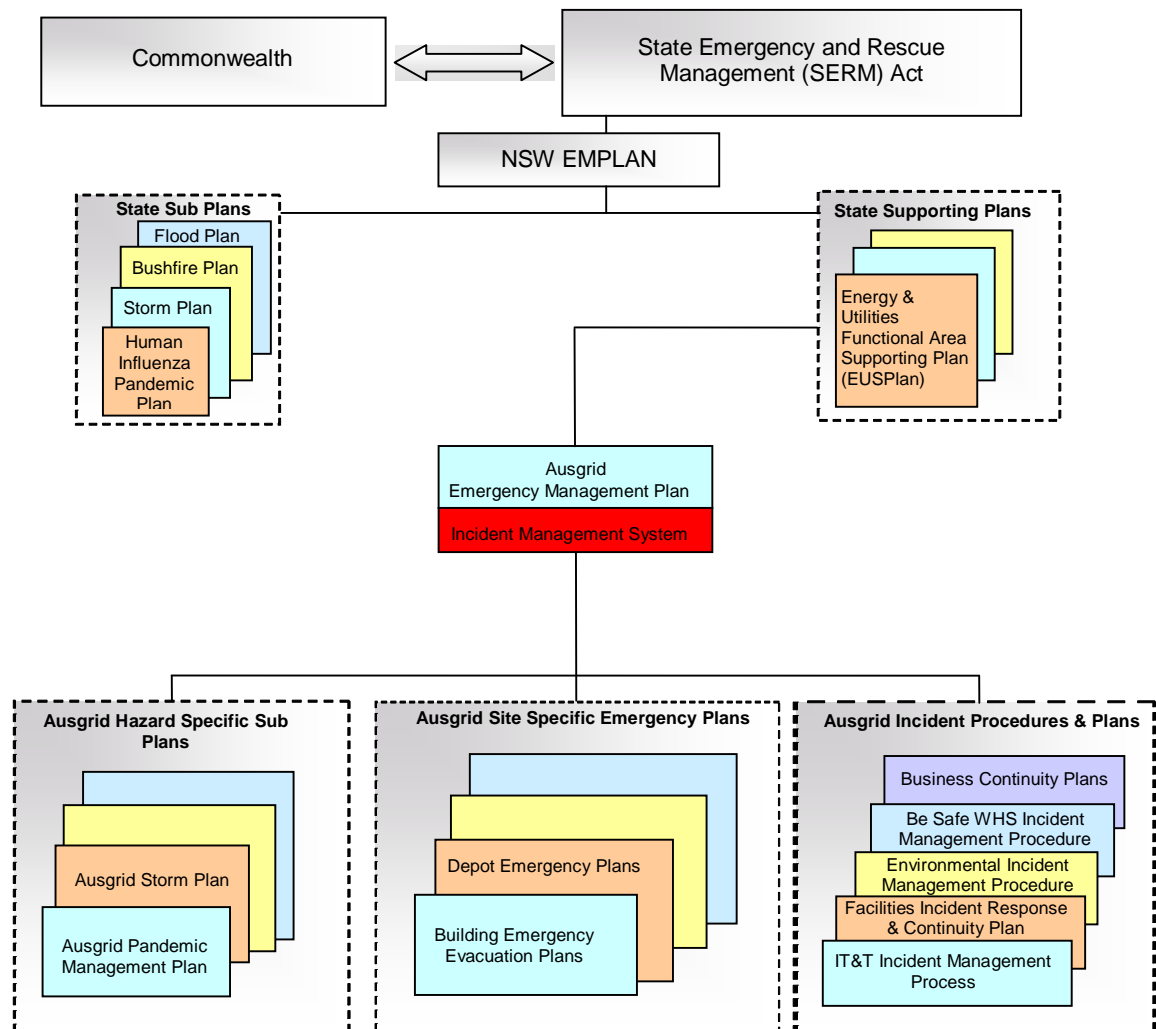 Commonwealth
State Emergency and Rescue
Management (SERM) Act
NSW EMPLAN
State Sub Plans
Flood Plan
Bushfire Plan
Storm Plan
Human
Influenza
Pandemic
Plan
State Supporting Plans
Energy &
Utilities
Functional Area
Supporting Plan
(EUSPlan)
Ausgrid
Emergency Management Plan
Incident Management System
Ausgrid Hazard Specific Sub
Plans
Ausgrid Storm Plan
Ausgrid Pandemic
Management Plan
Ausgrid Site Specific Emergency Plans
Depot Emergency Plans
Building Emergency
Evacuation Plans
Ausgrid Incident Procedures & Plans
Business Continuity Plans
Be Safe WHS Incident
Management Procedure
Environmental Incident
Management Procedure
Facilities Incident Response
& Continuity Plan
IT&T Incident Management
Process